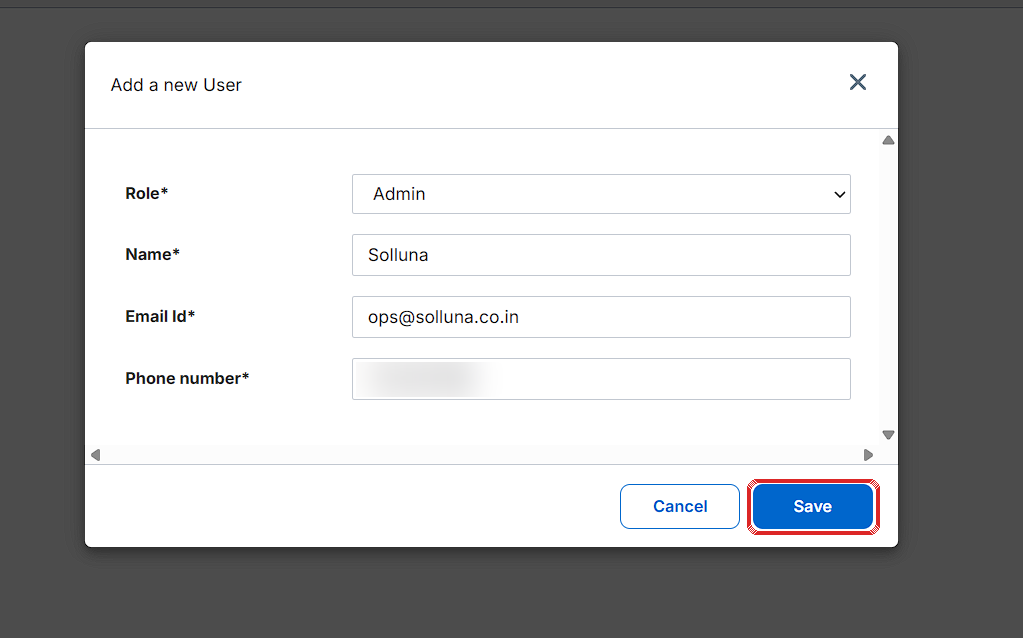 Add a new User
Role* Admin
Name* Solluna
Email Id* ops@solluna.co.in
Phone number*
Cancel Save